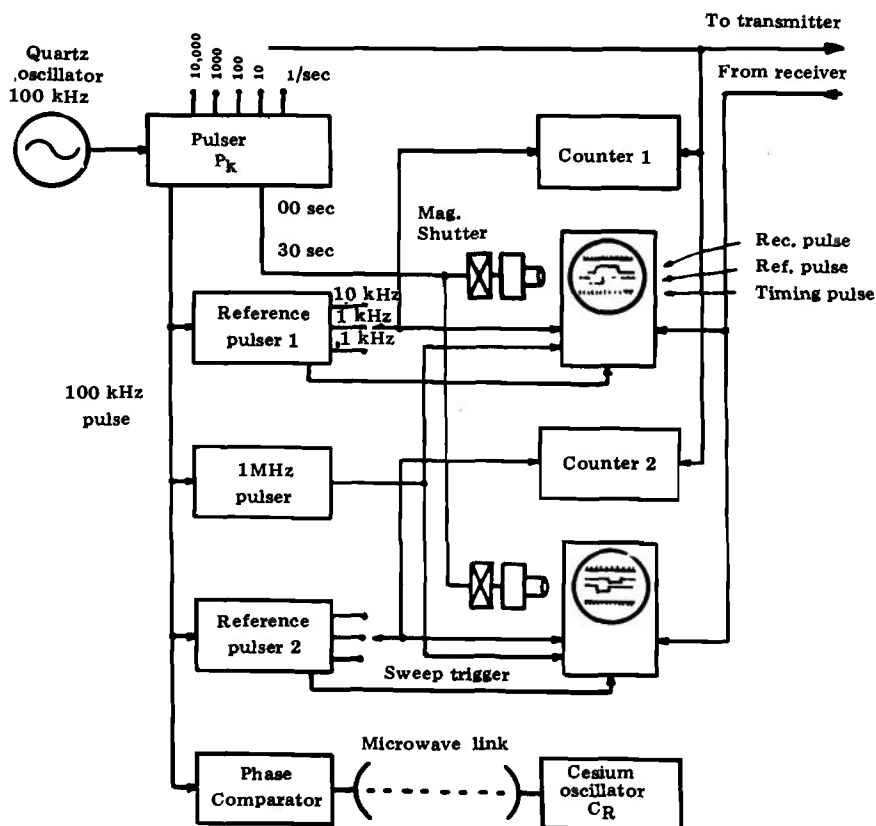 To transmitter
From receiver
Quartz
oscillator
100 kHz
10,000
1000
100
10
1/sec
Pulser
Pk
Counter 1
00 sec
30 sec
Mag.
Shutter
Rec. pulse
Ref. pulse
Timing pulse
Reference
pulser 1
10 kHz
1 kHz
.1 kHz
100 kHz
pulse
1MHz
pulser
Counter 2
Reference
pulser 2
Sweep trigger
Microwave link
Phase
Comparator
Cesium
oscillator
CR